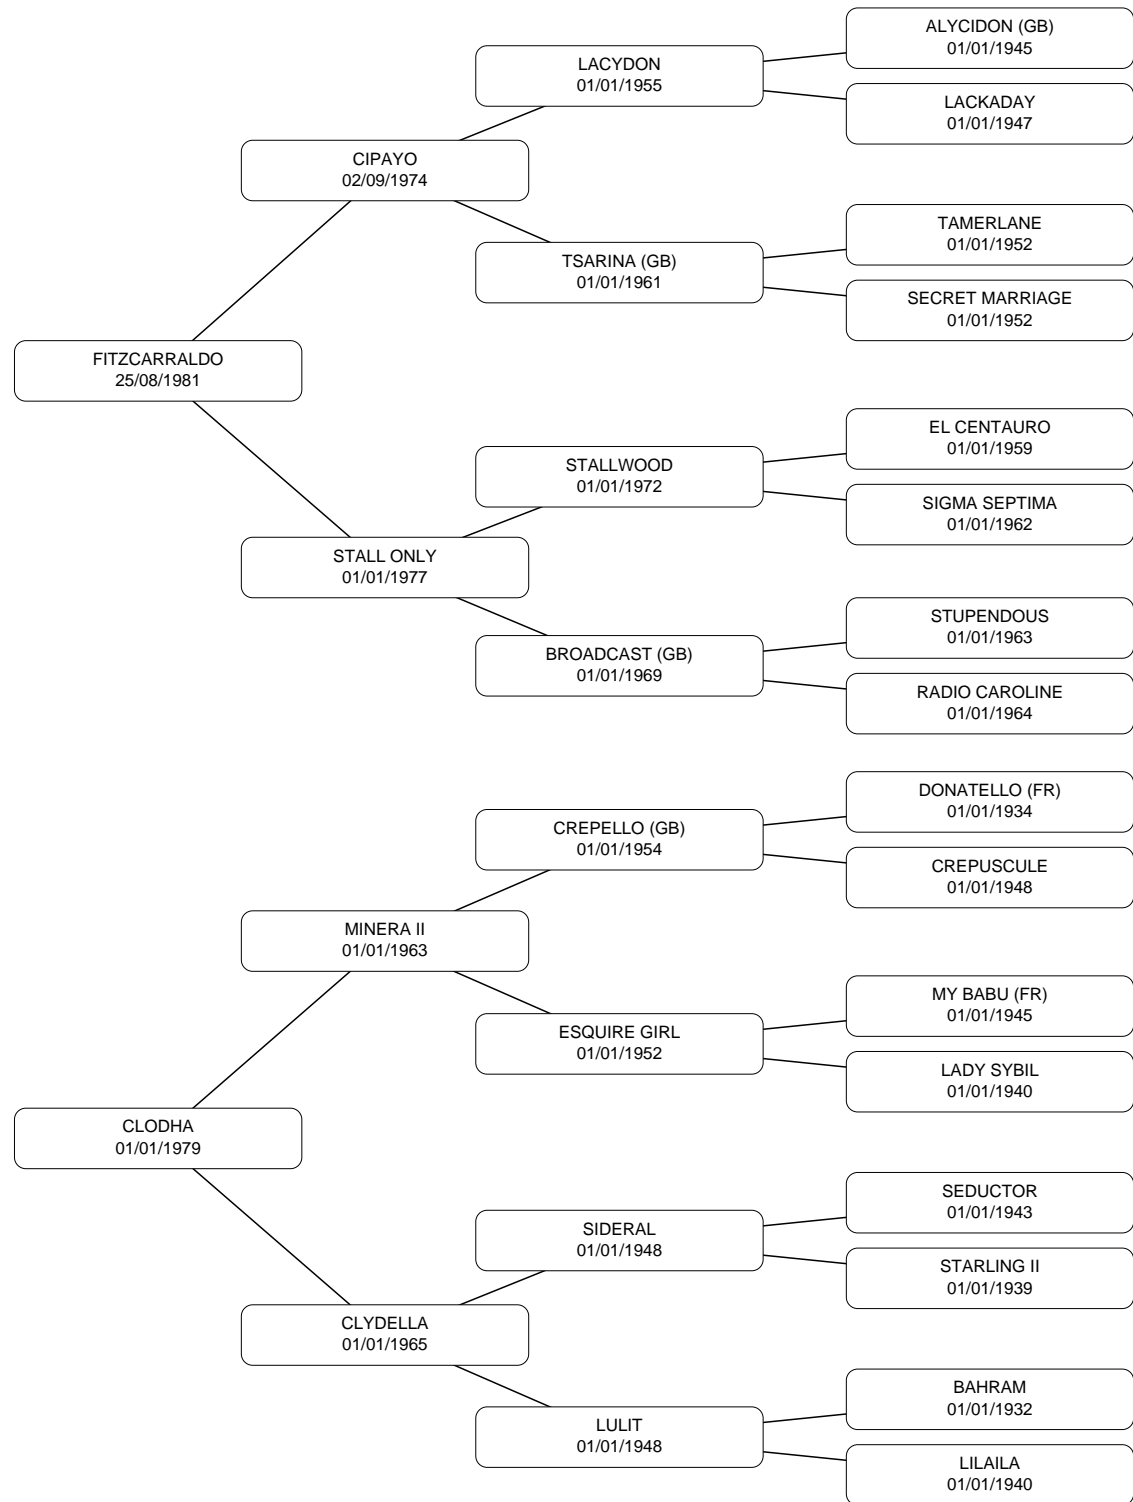 ALYCIDON (GB)
01/01/1945
LACYDON
01/01/1955
LACKADAY
01/01/1947
CIPAYO
02/09/1974
TAMERLANE
01/01/1952
TSARINA (GB)
01/01/1961
SECRET MARRIAGE
01/01/1952
FITZCARRALDO
25/08/1981
EL CENTAURO
01/01/1959
STALLWOOD
01/01/1972
SIGMA SEPTIMA
01/01/1962
STALL ONLY
01/01/1977
STUPENDOUS
01/01/1963
BROADCAST (GB)
01/01/1969
RADIO CAROLINE
01/01/1964
DONATELLO (FR)
01/01/1934
CREPELLO (GB)
01/01/1954
CREPUSCULE
01/01/1948
MINERA II
01/01/1963
MY BABU (FR)
01/01/1945
ESQUIRE GIRL
01/01/1952
LADY SYBIL
01/01/1940
CLODHA
01/01/1979
SEDUCTOR
01/01/1943
SIDERAL
01/01/1948
STARLING II
01/01/1939
CLYDELLA
01/01/1965
BAHRAM
01/01/1932
LULIT
01/01/1948
LILAILA
01/01/1940